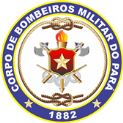 CORPO DE BOMBEIROS MILITAR DO PARÁ
1882